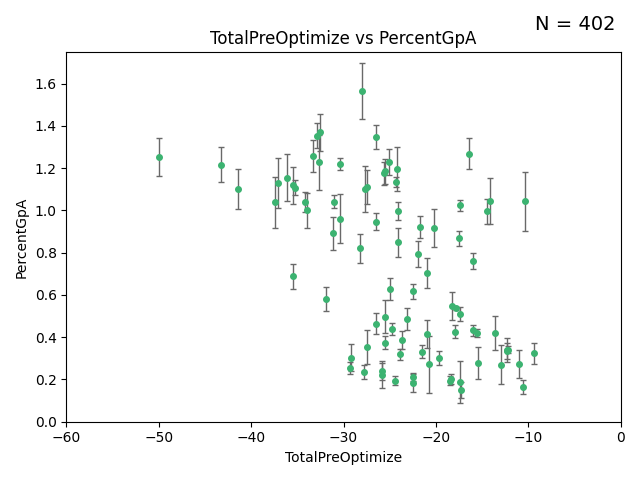 N = 402
TotalPreOptimize vs PercentGpA
PercentGpA
1.6
1.4
1.2
1.0
0.8
0.6
0.4
0.2
0.0
−60 −50 −40 −30 −20 −10 0
TotalPreOptimize